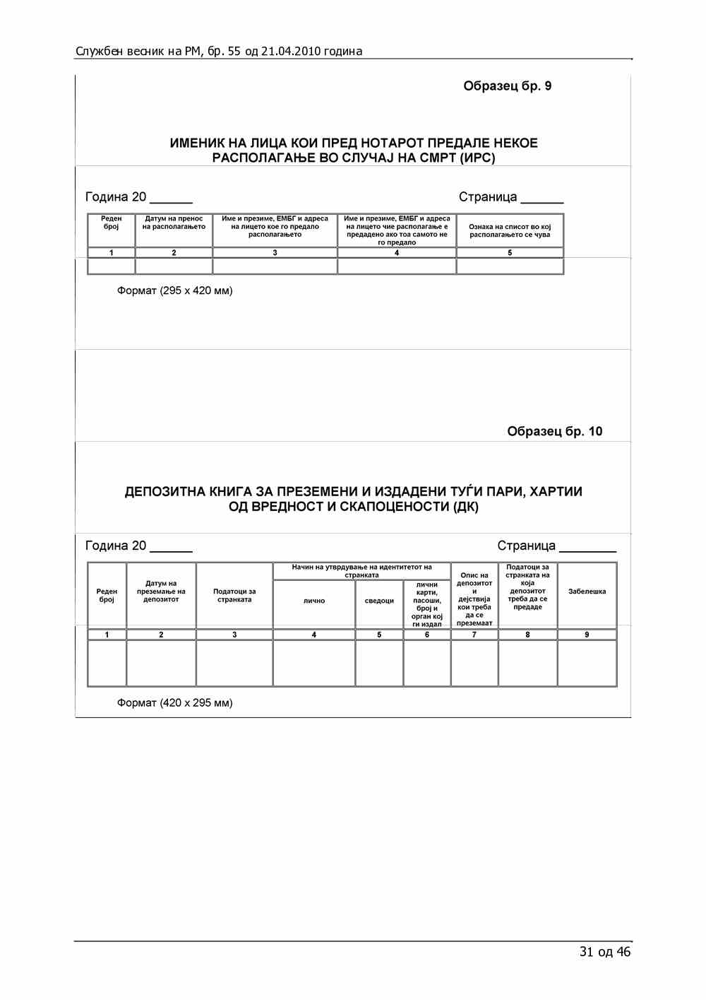 Службен весник на РМ, бр. 55 од 21.04.2010 година
Образец бр. 9
ИМЕНИК НА ЛИЦА КОИ ПРЕД НОТАРОТ ПРЕДАЛЕ НЕКОЕ
РАСПОЛАГАЊЕ ВО СЛУЧАЈ НА СМРТ (ИРС)
Година 20 ______ Страница ______
Реден
број
Датум на пренос
на располагањето
Име и презиме, ЕМБГ и адреса
на лицето кое го предало
располагањето
Име и презиме, ЕМБГ и адреса
на лицето чие располагање е
предадено ако тоа самото не
го предало
Ознака на списот во кој
располагањето се чува
1 2 3 4 5
Формат (295 х 420 мм)
Образец бр. 10
ДЕПОЗИТНА КНИГА ЗА ПРЕЗЕМЕНИ И ИЗДАДЕНИ ТУЃИ ПАРИ, ХАРТИИ
ОД ВРЕДНОСТ И СКАПОЦЕНОСТИ (ДК)
Година 20 ______ Страница ________
Реден
број
Датум на
преземање на
депозитот
Податоци за
странката
Начин на утврдување на идентитетот на
странката
лично
сведоци
лични
карти,
пасоши,
број и
орган кој
ги издал
Опис на
депозитот
и
дејствија
кои треба
да се
преземаат
Податоци за
странката на
која
депозитот
треба да се
предаде
Забелешка
1 2 3 4 5 6 7 8 9
Формат (420 х 295 мм)
31 од 46